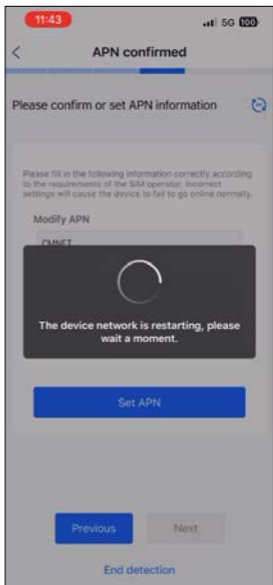 11:43
5G 100
APN confirmed
Please confirm or set APN information
Please fill in the following information correctly according
to the requirements of the SIM operator. Incorrect
settings will cause the device to fail to go online normally.
Modify APN
CMNET
The device network is restarting, please
wait a moment.
Set APN
Previous
Next
End detection